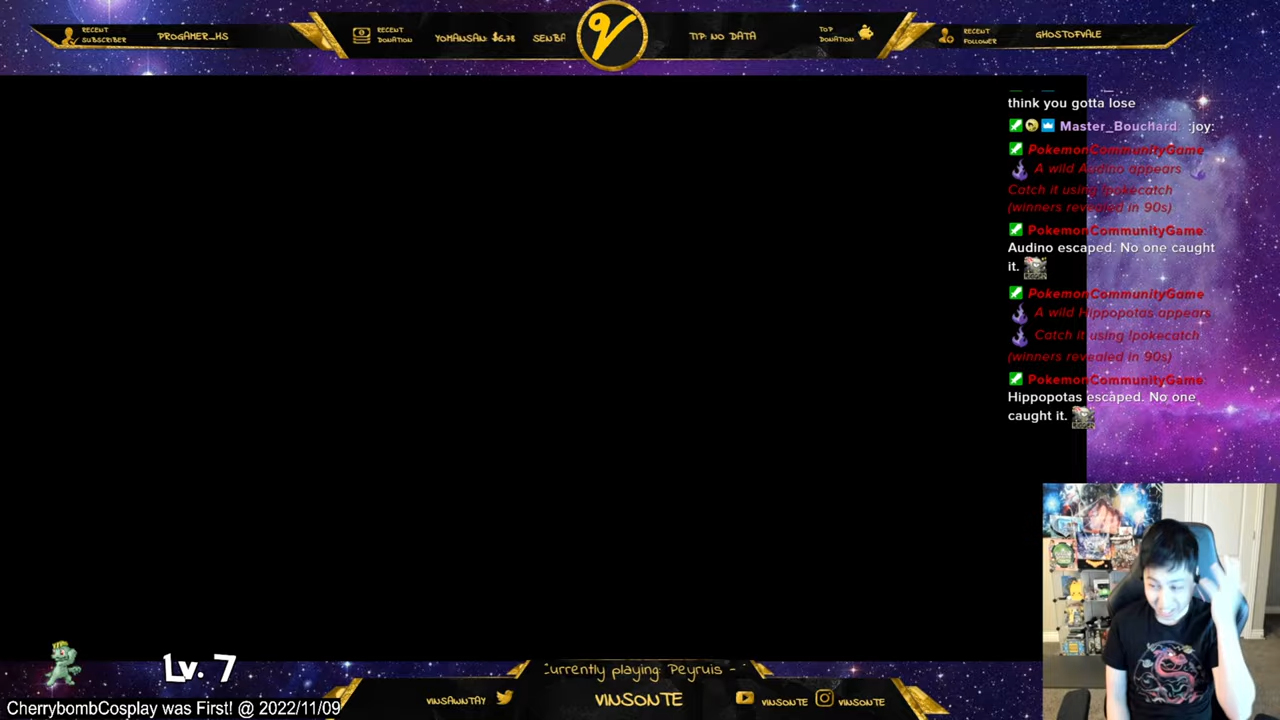 RECENT
SUBSCRIBER
PROGAMER_HS
RECENT
DONATION
YOMANSAN: $6.78 SENBA
TIP: NO DATA
TOP
DONATION
RECENT
FOLLOWER
GHOSTOFVALE
think you gotta lose
Master_Bouchard :joy:
PokemonCommunityGame
A wild Audino appears
Catch it using !pokecatch
(winners revealed in 90s)
PokemonCommunityGame
Audino escaped. No one caught
it.
PokemonCommunityGame
A wild Hippopotas appears
Catch it using !pokecatch
(winners revealed in 90s)
PokemonCommunityGame
Hippopotas escaped. No one
caught it.
Lv. 7
Currently playing: Peyruis -
CherrybombCosplay was First! @ 2022/11/09
VINSAWNTAY
VINSONTE
VINSONTE
VINSONTE